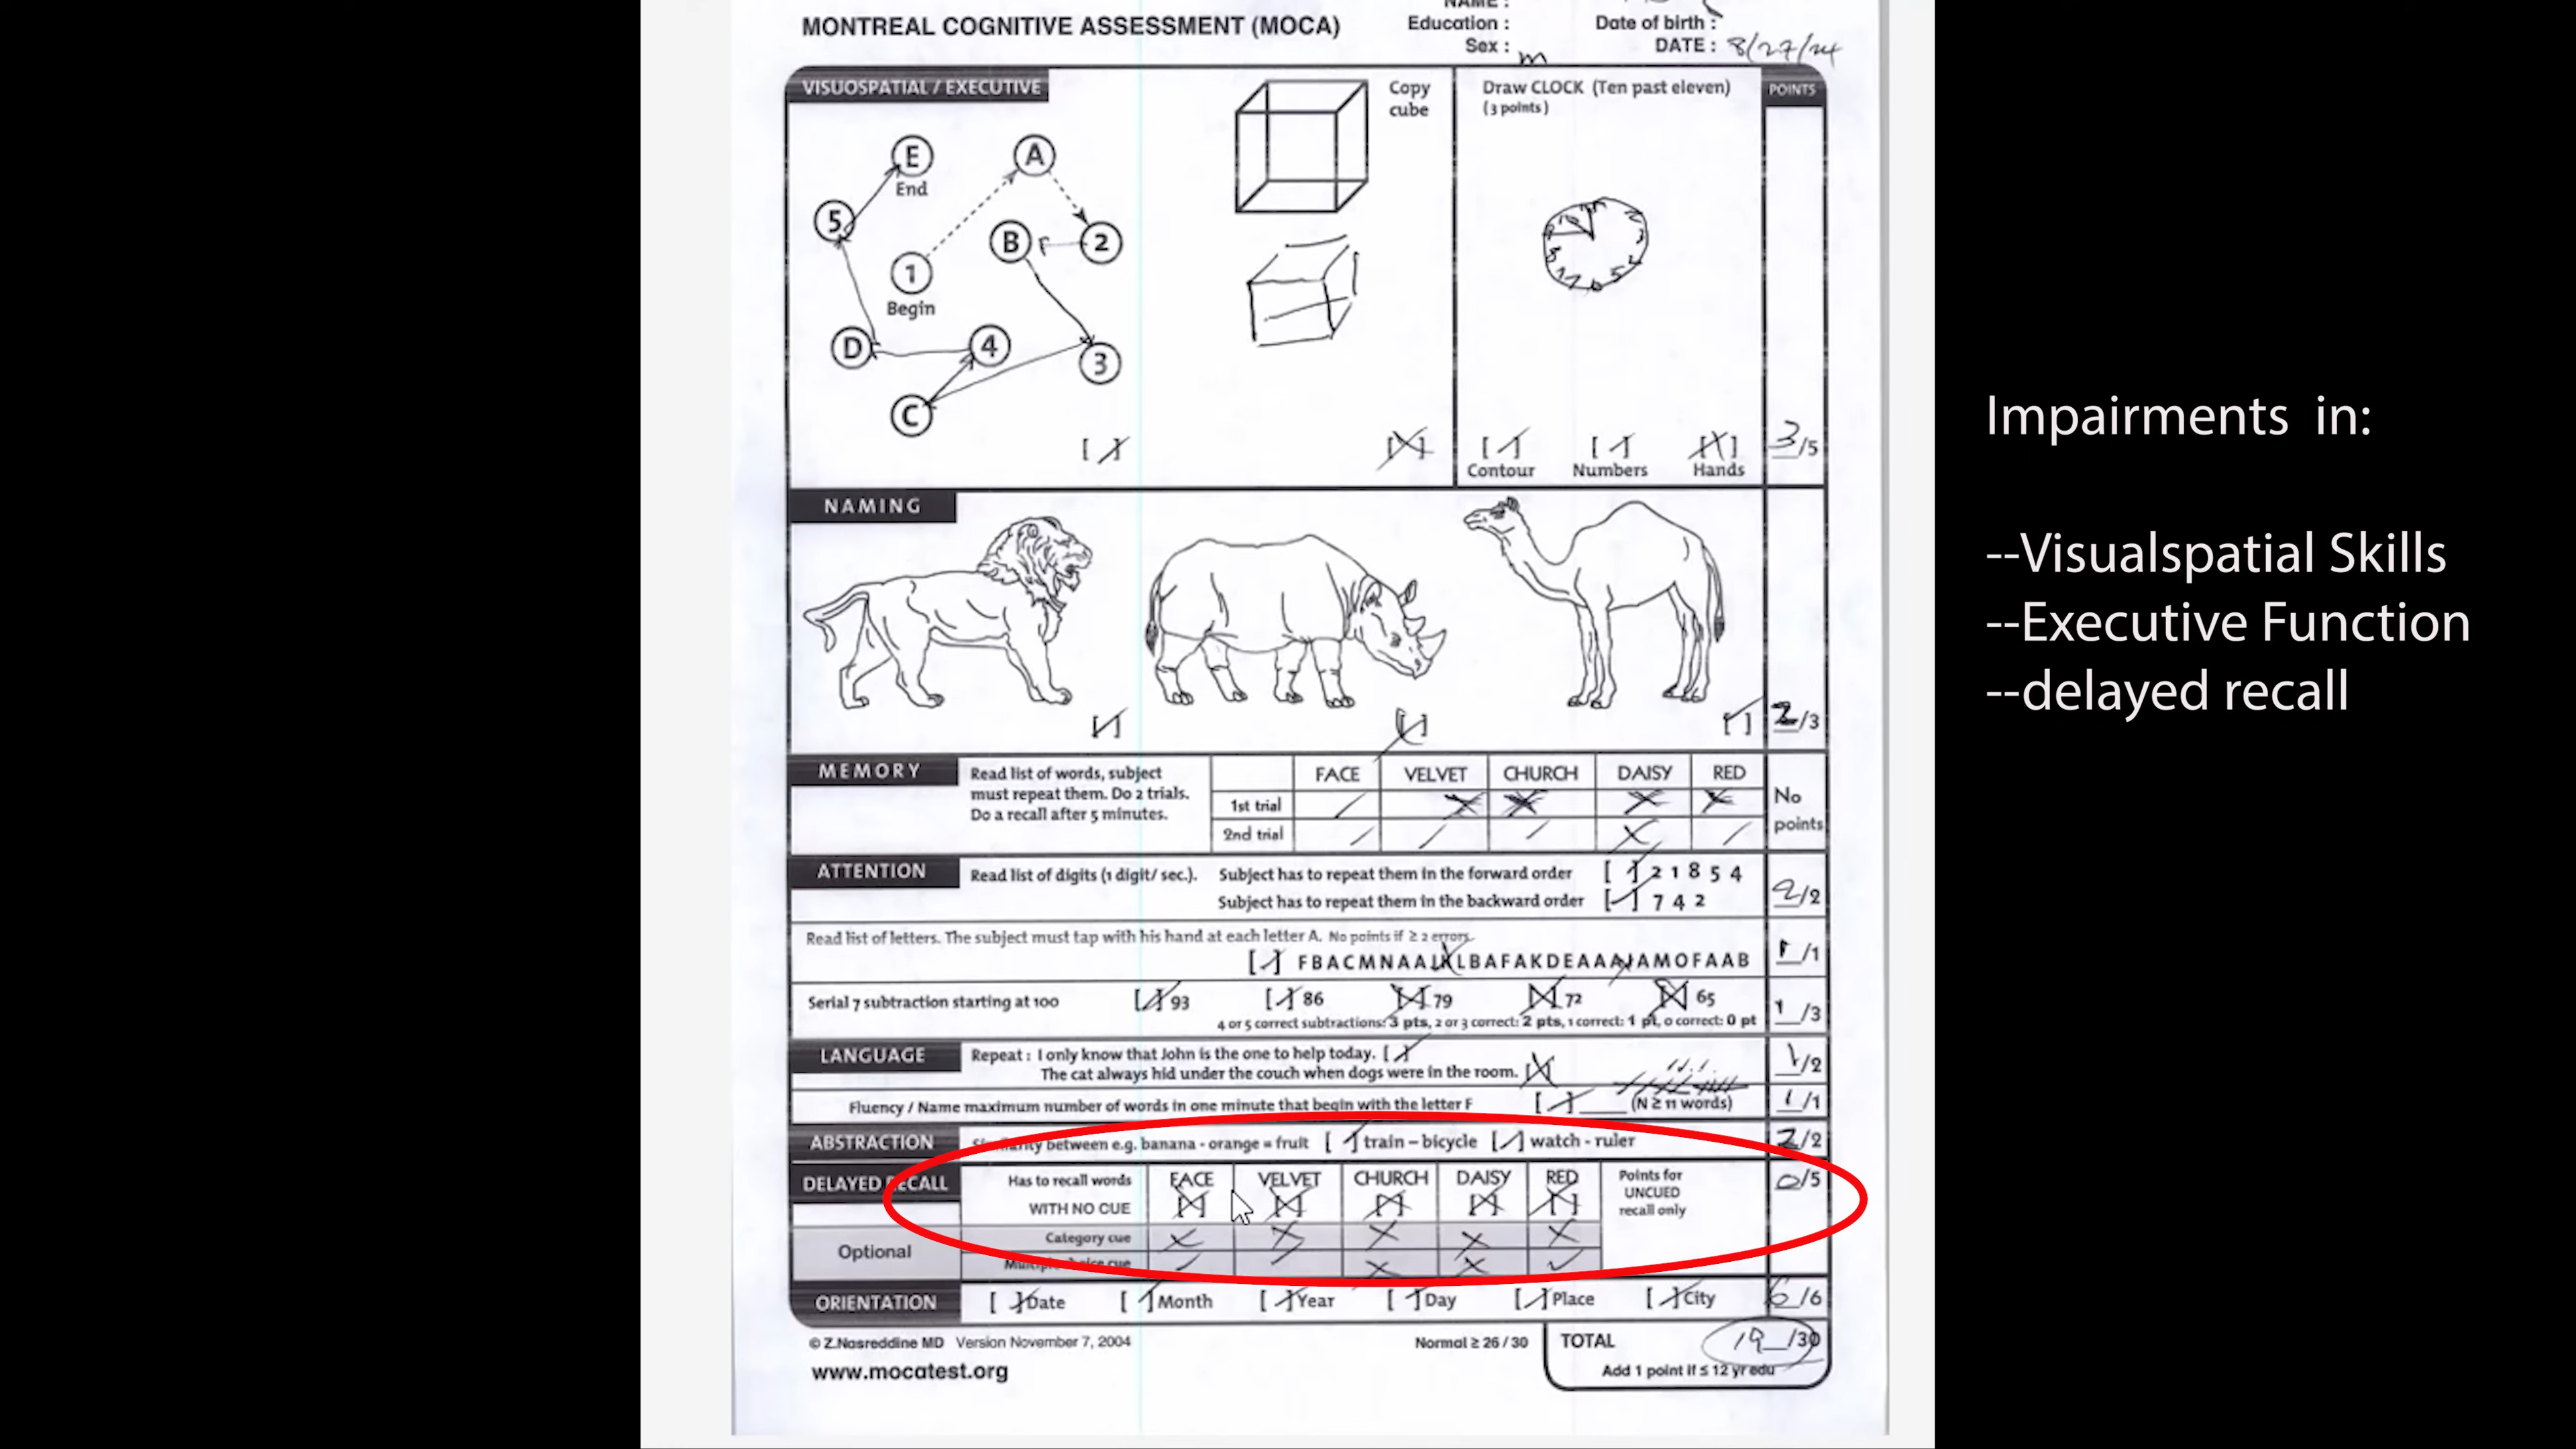 NAME :
MONTREAL COGNITIVE ASSESSMENT (MOCA)
Education :
Date of birth :
Sex : m
DATE : 8/27/24
VISUOSPATIAL / EXECUTIVE
Copy cube
Draw CLOCK (Ten past eleven)
(3 points)
POINTS
E
End
A
5
B
2
1
Begin
D
4
3
C
[ ]
[ ]
[ ]
[ ]
[ ]
3/5
Contour
Numbers
Hands
NAMING
[ ]
[ ]
[ ]
2/3
MEMORY
Read list of words, subject
must repeat them. Do 2 trials.
Do a recall after 5 minutes.
FACE VELVET CHURCH DAISY RED
1st trial
2nd trial
No
points
ATTENTION
Read list of digits (1 digit/ sec.).
Subject has to repeat them in the forward order [ ] 2 1 8 5 4
Subject has to repeat them in the backward order [ ] 7 4 2
2/2
Read list of letters. The subject must tap with his hand at each letter A. No points if ≥ 2 errors
[ ] FBACMNAAJKLBAFAKDEAAAJAMOFAAB
1/1
Serial 7 subtraction starting at 100
[ ] 93
[ ] 86
[ ] 79
[ ] 72
[ ] 65
4 or 5 correct subtractions: 3 pts, 2 or 3 correct: 2 pts, 1 correct: 1 pt, 0 correct: 0 pt
1/3
LANGUAGE
Repeat : I only know that John is the one to help today. [ ]
The cat always hid under the couch when dogs were in the room. [ ]
1/2
Fluency / Name maximum number of words in one minute that begin with the letter F
[ ] ____ (N ≥ 11 words)
1/1
ABSTRACTION
Similarity between e.g. banana - orange = fruit [ ] train – bicycle [ ] watch - ruler
2/2
DELAYED RECALL
Has to recall words
WITH NO CUE
FACE VELVET CHURCH DAISY RED
[ ] [ ] [ ] [ ] [ ]
Points for
UNCUED
recall only
0/5
Optional
Category cue
Multiple choice cue
ORIENTATION
[ ] Date
[ ] Month
[ ] Year
[ ] Day
[ ] Place
[ ] City
6/6
© Z.Nasreddine MD Version November 7, 2004
www.mocatest.org
Normal ≥ 26 / 30
TOTAL
19/30
Add 1 point if ≤ 12 yr edu
Impairments in:
--Visualspatial Skills
--Executive Function
--delayed recall